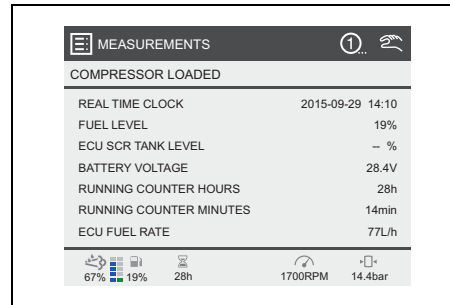 MEASUREMENTS 1...
COMPRESSOR LOADED
REAL TIME CLOCK 2015-09-29 14:10
FUEL LEVEL 19%
ECU SCR TANK LEVEL -- %
BATTERY VOLTAGE 28.4V
RUNNING COUNTER HOURS 28h
RUNNING COUNTER MINUTES 14min
ECU FUEL RATE 77L/h
67% 19% 28h 1700RPM 14.4bar